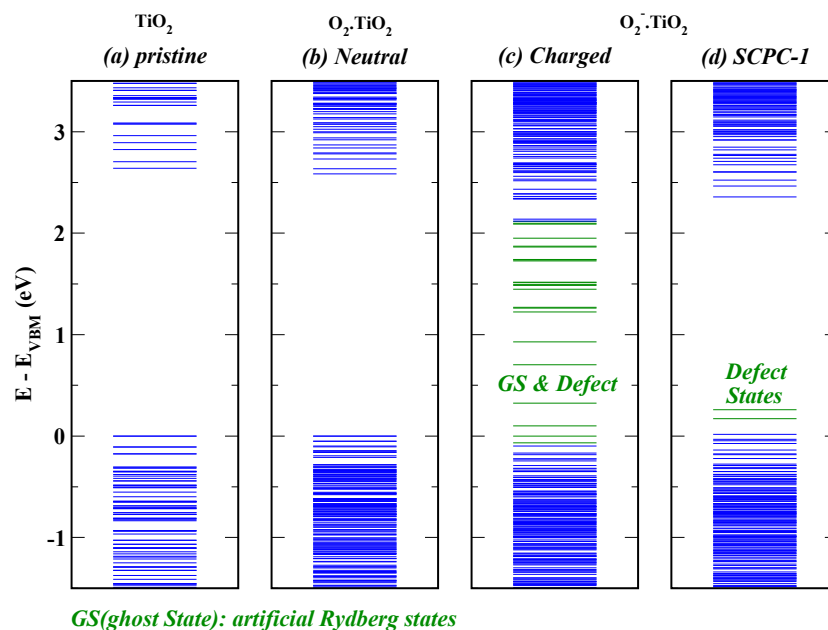 TiO₂ O₂.TiO₂ O₂⁻.TiO₂
(a) pristine (b) Neutral (c) Charged (d) SCPC-1
3
2
1
0
-1
E - E_VBM (eV)
GS & Defect
Defect
States
GS(ghost State): artificial Rydberg states